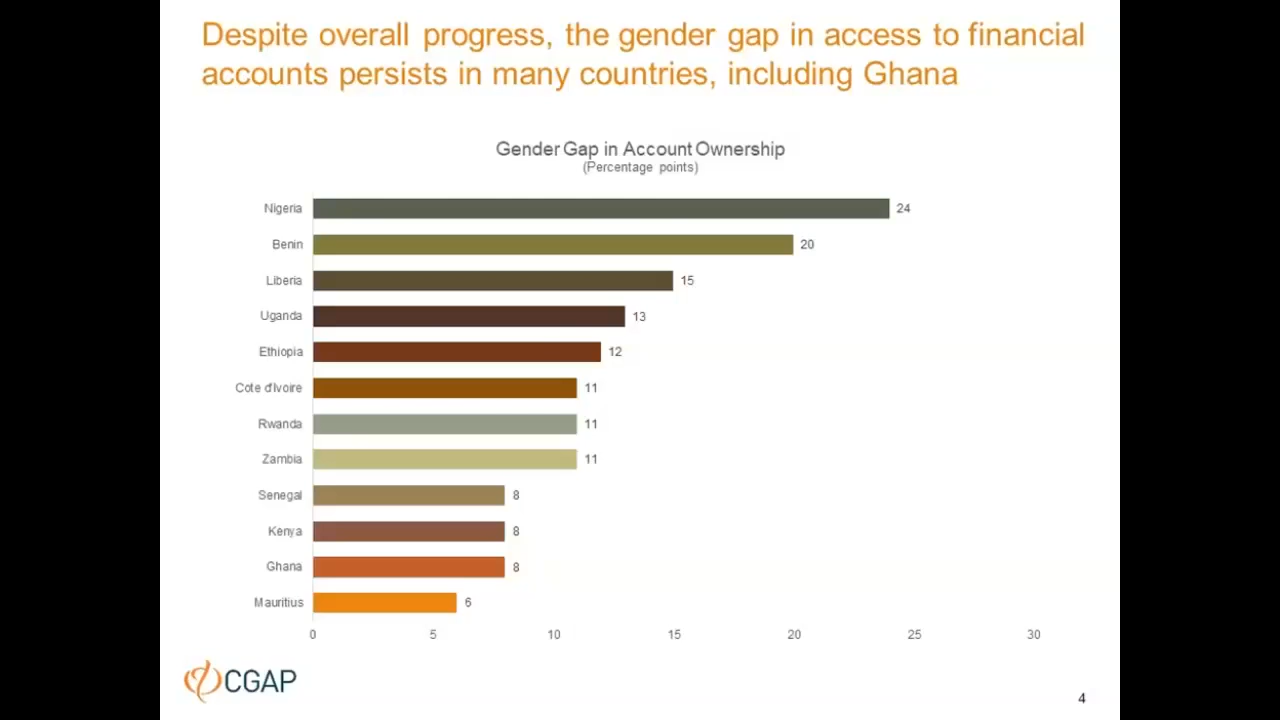 Despite overall progress, the gender gap in access to financial
accounts persists in many countries, including Ghana
Gender Gap in Account Ownership
(Percentage points)
Nigeria 24
Benin 20
Liberia 15
Uganda 13
Ethiopia 12
Cote d'Ivoire 11
Rwanda 11
Zambia 11
Senegal 8
Kenya 8
Ghana 8
Mauritius 6
0 5 10 15 20 25 30
CGAP
4